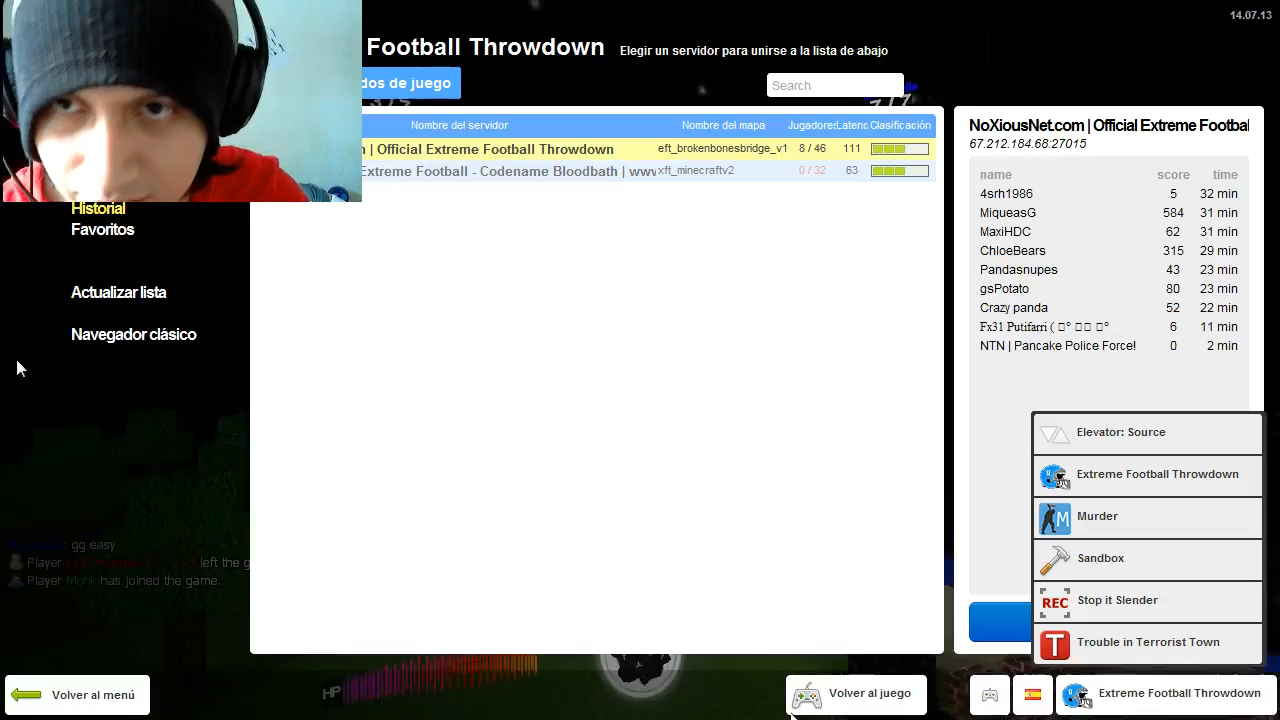 14.07.13
Football Throwdown
Elegir un servidor para unirse a la lista de abajo
dos de juego
Search
Nombre del servidor
Nombre del mapa
Jugadores
Latenc
Clasificación
| Official Extreme Football Throwdown
eft_brokenbonesbridge_v1
8 / 46
111
Extreme Football - Codename Bloodbath | www
xft_minecraftv2
0 / 32
63
Historial
Favoritos
Actualizar lista
Navegador clásico
NoXiousNet.com | Official Extreme Footbal
67.212.184.68:27015
name score time
4srh1986 5 32 min
MiqueasG 584 31 min
MaxiHDC 62 31 min
ChloeBears 315 29 min
Pandasnupes 43 23 min
gsPotato 80 23 min
Crazy panda 52 22 min
Fx31 Putifarri ( 6 11 min
NTN | Pancake Police Force! 0 2 min
Elevator: Source
Extreme Football Throwdown
Murder
Sandbox
REC Stop it Slender
T Trouble in Terrorist Town
: gg easy
Player left the g
Player Monk has joined the game.
HP
Volver al menú
Volver al juego
Extreme Football Throwdown